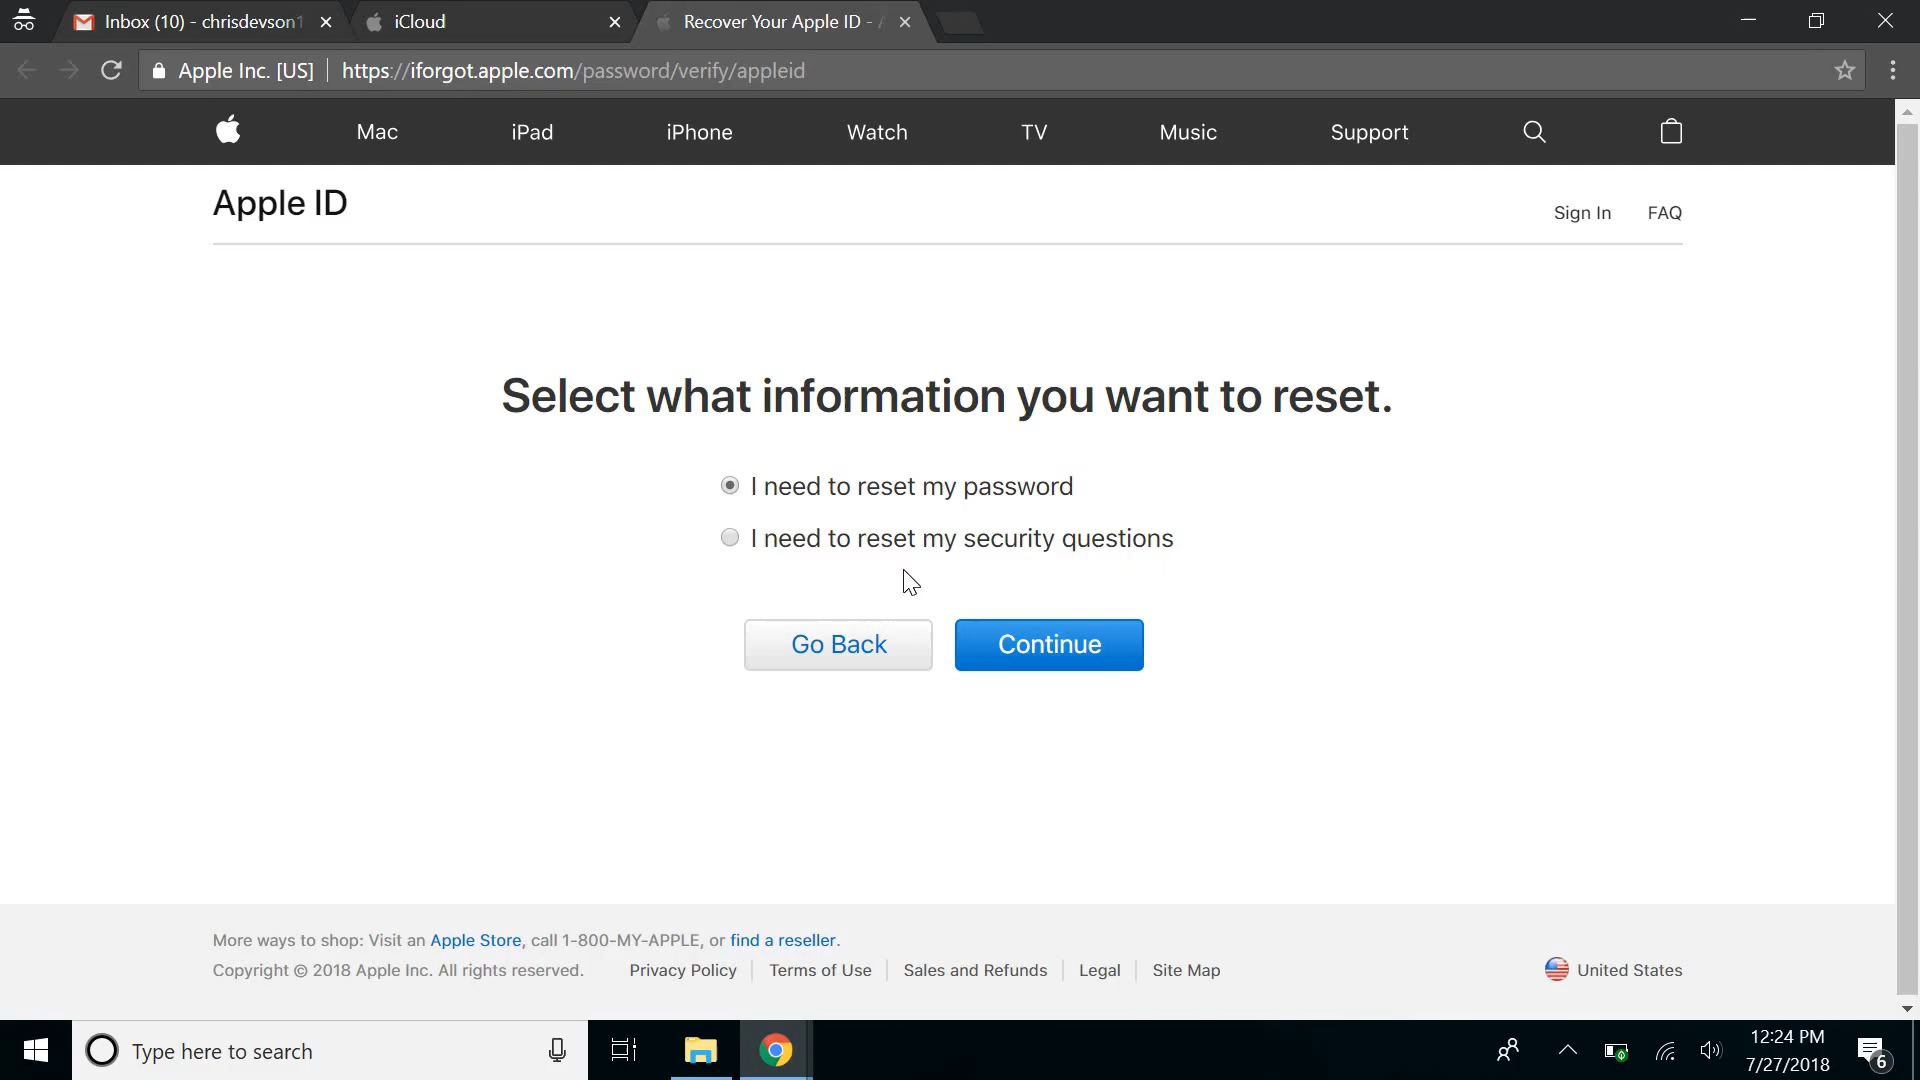 Inbox (10) - chrisdevson1
iCloud
Recover Your Apple ID -
Apple Inc. [US]
https://iforgot.apple.com/password/verify/appleid
Mac
iPad
iPhone
Watch
TV
Music
Support
Apple ID
Sign In
FAQ
Select what information you want to reset.
I need to reset my password
I need to reset my security questions
Go Back
Continue
More ways to shop: Visit an Apple Store, call 1-800-MY-APPLE, or find a reseller.
Copyright © 2018 Apple Inc. All rights reserved.
Privacy Policy
Terms of Use
Sales and Refunds
Legal
Site Map
United States
Type here to search
12:24 PM
7/27/2018
6